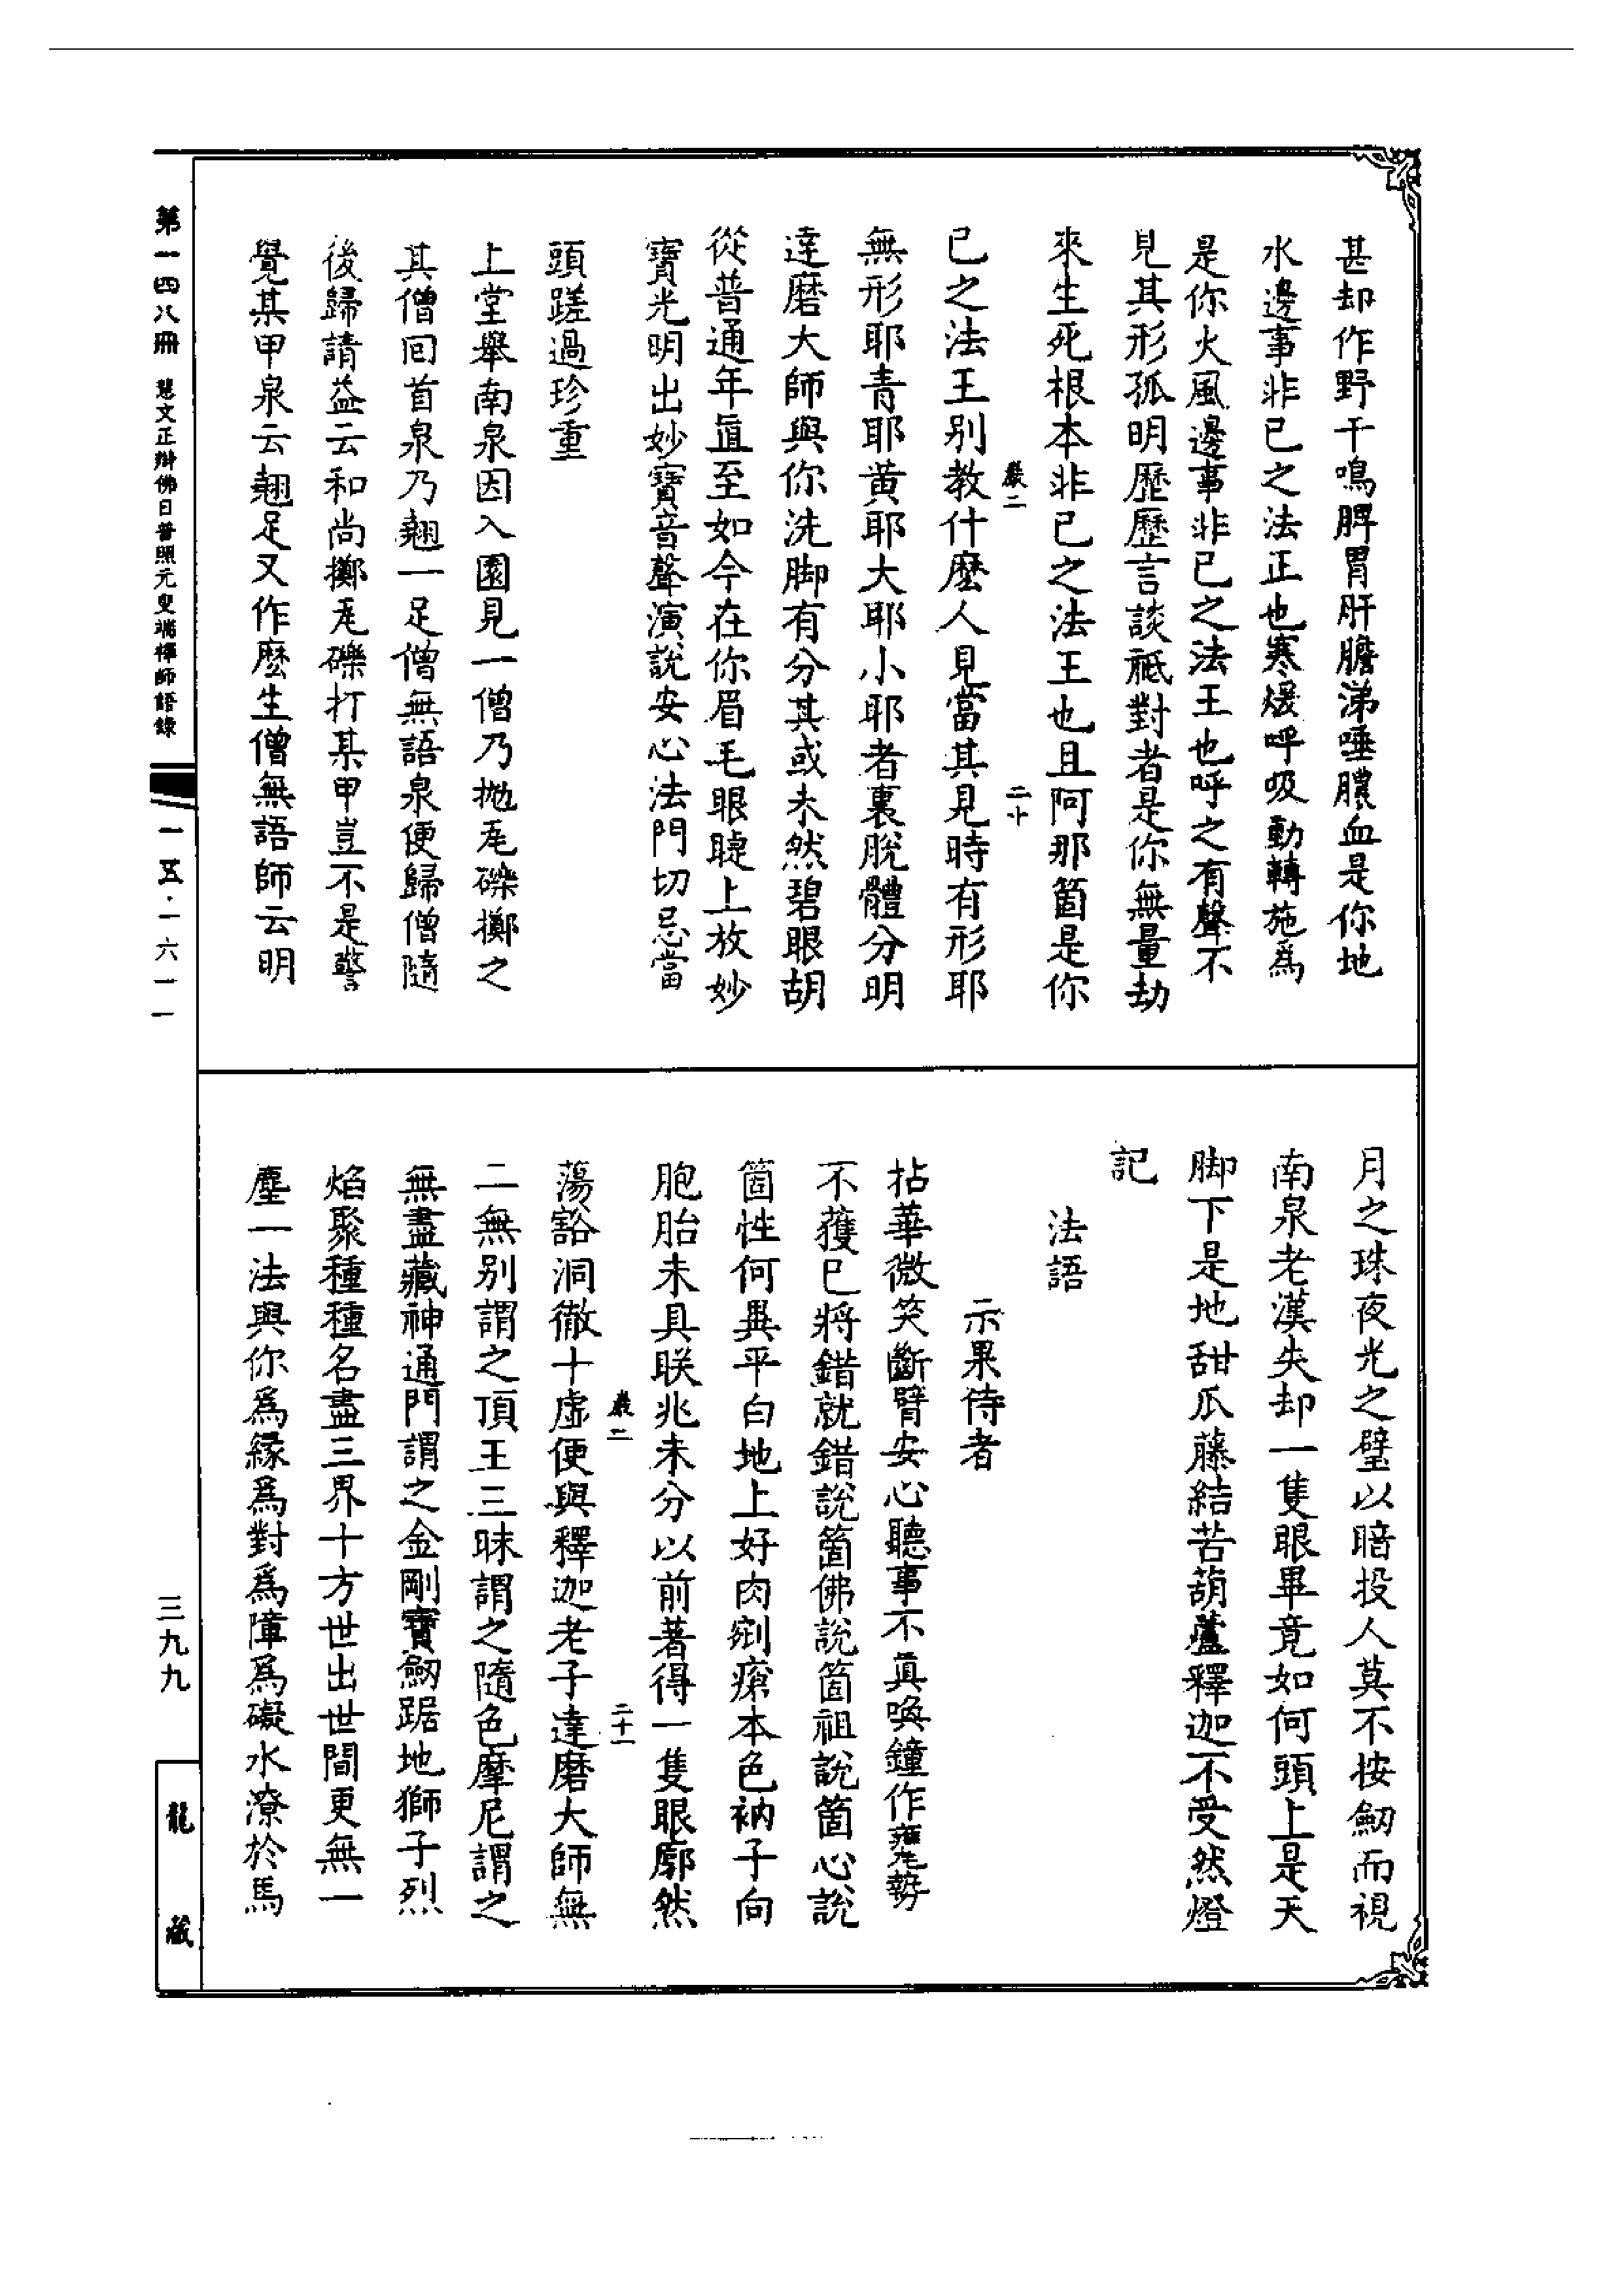 甚却作野干鳴脾胃肝膽涕唾膿血是你地
水邊事非已之法正也寒煖呼吸動轉施爲
是你火風邊事非已之法王也呼之有聲不
見其形孤明歷歷言談祇對者是你無量劫
來生死根本非已之法王也且阿那箇是你
嚴二
二十
已之法王別教什麽人見當其見時有形耶
無形耶青耶黄耶大耶小耶者裏脫體分明
達磨大師與你洗脚有分其或未然碧眼胡
從普通年直至如今在你眉毛眼睫上放妙
寶光明出妙寶音聲演說安心法門切忌當
頭蹉過珍重
上堂舉南泉因入園見一僧乃抛瓦礫擲之
其僧回首泉乃翹一足僧無語泉便歸僧隨
後歸請益云和尚擲瓦礫打某甲豈不是警
覺某甲泉云翹足又作麽生僧無語師云明
月之珠夜光之璧以暗投人莫不按劒而視
南泉老漢失却一隻眼畢竟如何頭上是天
脚下是地甜瓜藤結苦葫蘆釋迦不受然燈
記
法語
示果侍者
拈華微笑斷臂安心聽事不真喚鐘作甕勢
不獲巳將錯就錯說箇佛說箇祖說箇心說
箇性何異平白地上好肉剜瘡本色衲子向
胞胎未具朕兆未分以前著得一隻眼廓然
嚴二
二十一
蕩豁洞徹十虛便與釋迦老子達磨大師無
二無別謂之頂王三昧謂之隨色摩尼謂之
無盡藏神通門謂之金剛寶劒踞地獅子烈
焰聚種種名盡三界十方世出世間更無一
塵一法與你爲緣爲對爲障爲礙水潦於馬
第一四八冊 慧文正辯佛日普照元叟端禪師語錄
一五·一六一一
三九九
龍藏